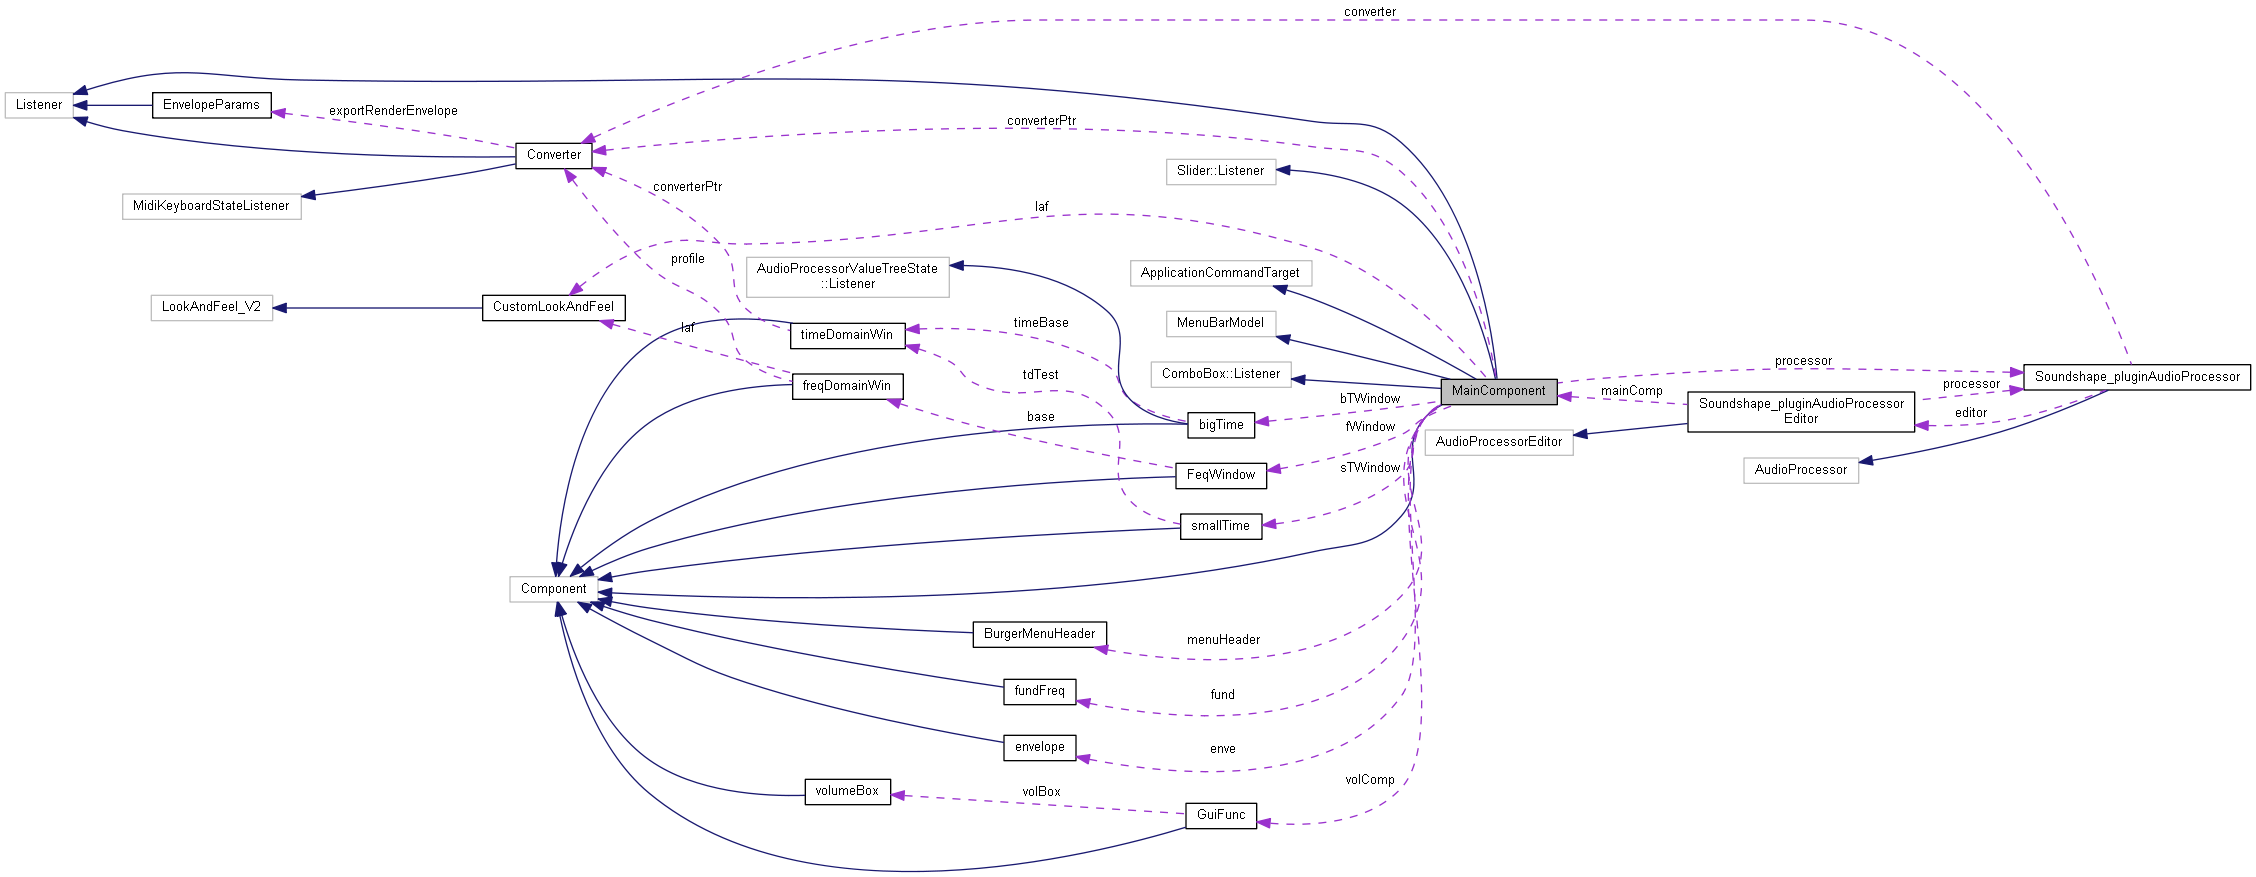 converter
Listener
EnvelopeParams
exportRenderEnvelope
converterPtr
Converter
Slider::Listener
converterPtr
MidiKeyboardStateListener
laf
profile
AudioProcessorValueTreeState
::Listener
ApplicationCommandTarget
LookAndFeel_V2
CustomLookAndFeel
laf
timeDomainWin
timeBase
MenuBarModel
processor
tdTest
ComboBox::Listener
freqDomainWin
MainComponent
mainComp
processor
Soundshape_pluginAudioProcessor
bTWindow
Soundshape_pluginAudioProcessor
Editor
editor
base
bigTime
fWindow
AudioProcessorEditor
sTWindow
FeqWindow
AudioProcessor
smallTime
Component
BurgerMenuHeader
menuHeader
fundFreq
fund
envelope
enve
volumeBox
volBox
volComp
GuiFunc